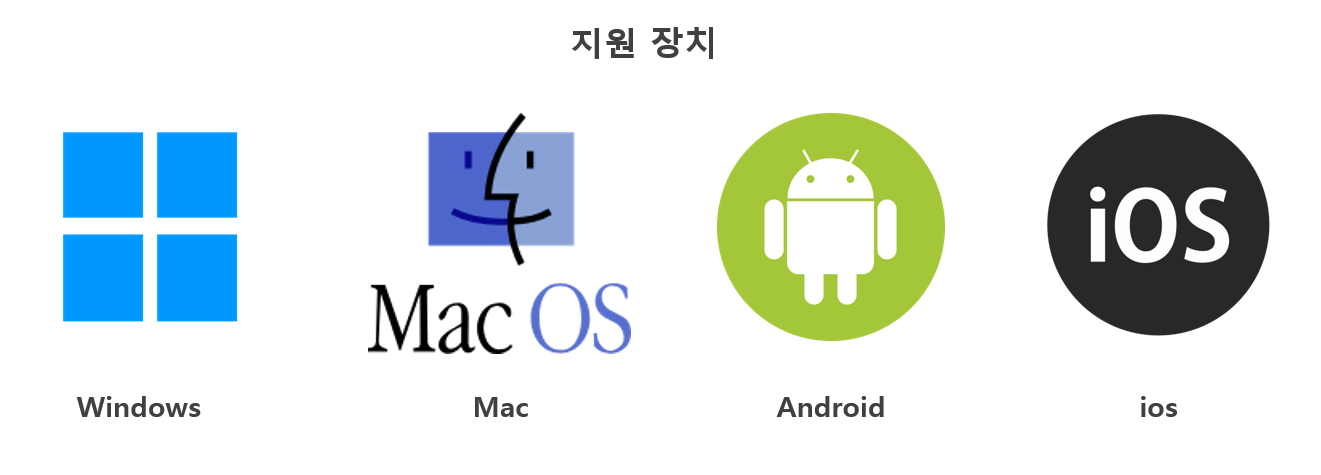 지원 장치
Mac OS
iOS
Windows
Mac
Android
ios